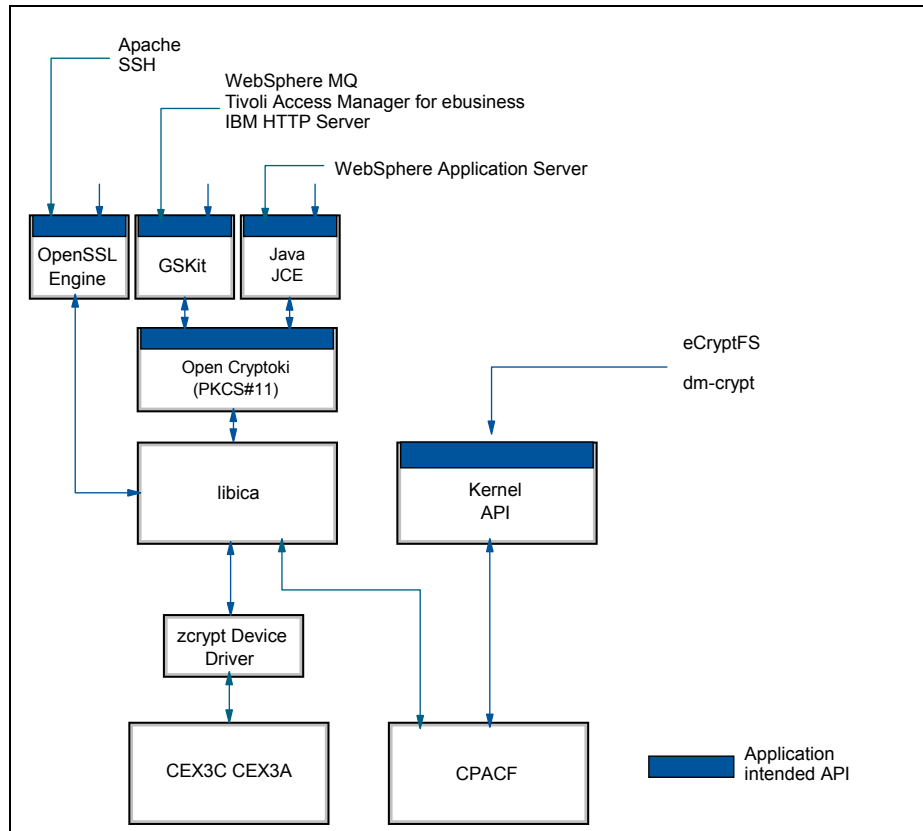 Apache
SSH
WebSphere MQ
Tivoli Access Manager for ebusiness
IBM HTTP Server
WebSphere Application Server
OpenSSL
Engine
GSKit
Java
JCE
Open Cryptoki
(PKCS#11)
eCryptFS
dm-crypt
libica
Kernel
API
zcrypt Device
Driver
CEX3C CEX3A
CPACF
Application
intended API